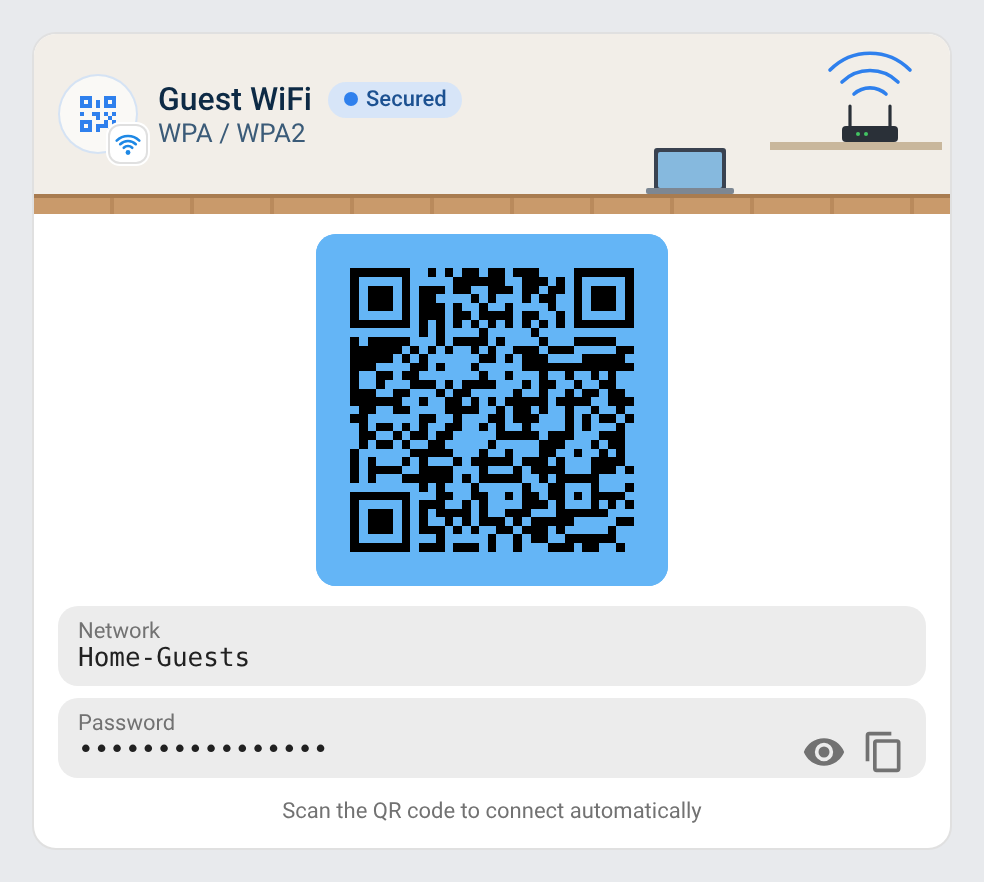 Guest WiFi
Secured
WPA / WPA2
Network
Home-Guests
Password
••••••••••••••••
Scan the QR code to connect automatically